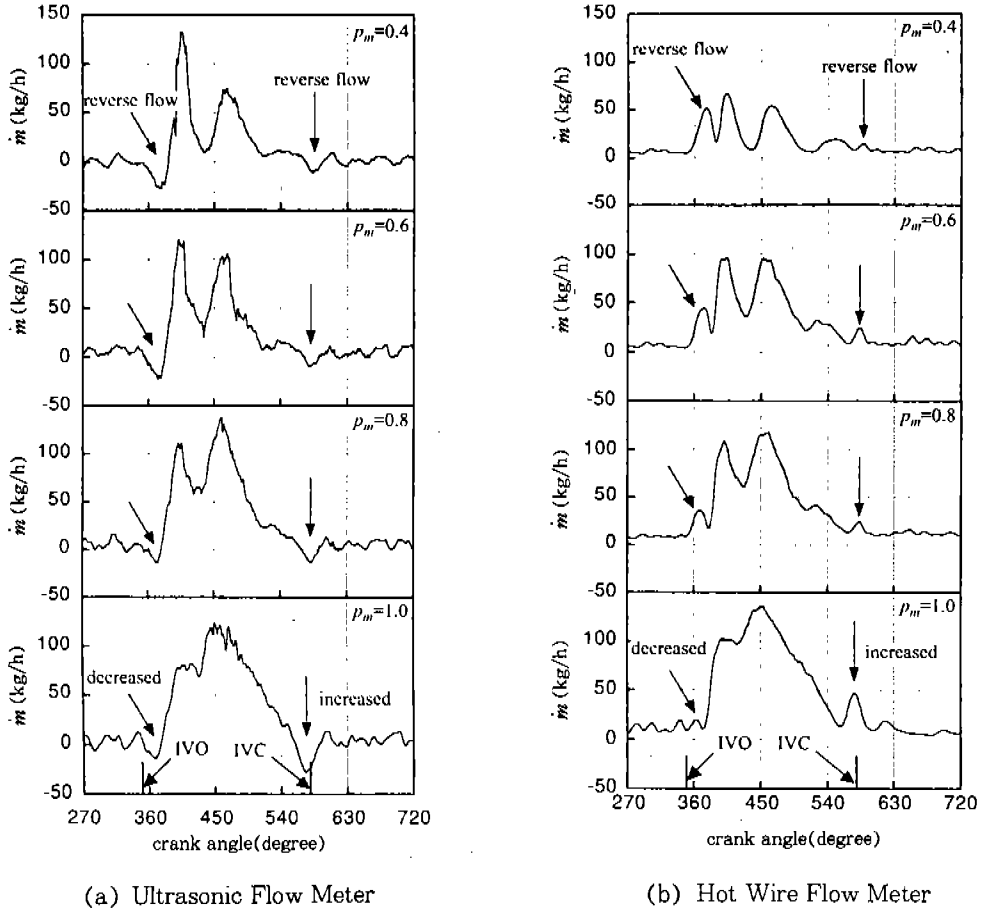 150
100
50
0
-50
ṁ (kg/h)
p_m=0.4
reverse flow
reverse flow
100
50
0
-50
ṁ (kg/h)
p_m=0.6
100
50
0
-50
ṁ (kg/h)
p_m=0.8
100
50
0
-50
ṁ (kg/h)
p_m=1.0
decreased
increased
IVO
IVC
270 360 450 540 630 720
crank angle(degree)
(a) Ultrasonic Flow Meter
150
100
50
0
-50
ṁ (kg/h)
p_m=0.4
reverse flow
reverse flow
100
50
0
-50
ṁ (kg/h)
p_m=0.6
100
50
0
-50
ṁ (kg/h)
p_m=0.8
100
50
0
-50
ṁ (kg/h)
p_m=1.0
decreased
increased
IVO
IVC
270 360 450 540 630 720
crank angle(degree)
(b) Hot Wire Flow Meter